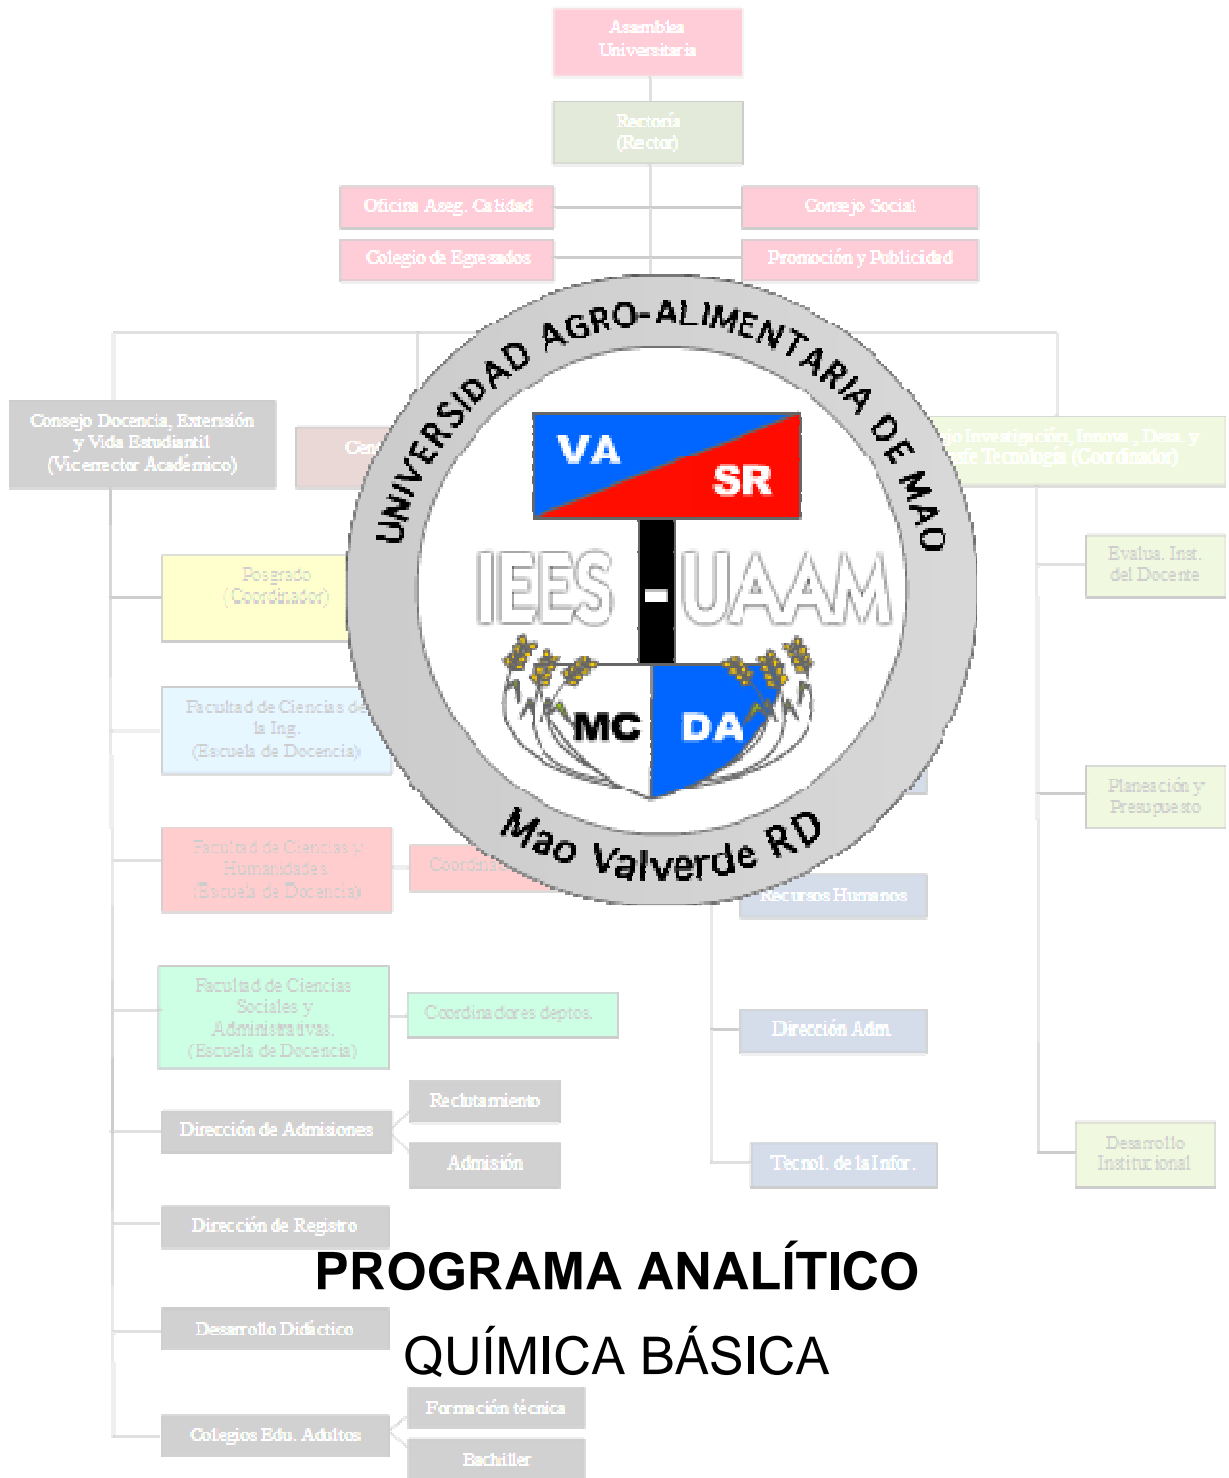 Asamblea
Universitaria
Rectoría
(Rector)
Oficina Aseg. Calidad
Consejo Social
Colegio de Egresados
Promoción y Publicidad
UNIVERSIDAD AGRO-ALIMENTARIA DE MAO
Consejo Docencia, Extensión
y Vida Estudiantil
(Vicerrector Académico)
Investigación, Innova., Desa. y
Tecnología (Coordinador)
VA
SR
IEES - UAAM
MC
DA
Mao Valverde RD
Posgrado
(Coordinador)
Evalua. Inst.
del Docente
Facultad de Ciencias de
la Ing.
(Escuela de Docencia)
Planeación y
Presupuesto
Facultad de Ciencias y
Humanidades
(Escuela de Docencia)
Recursos Humanos
Facultad de Ciencias
Sociales y
Administrativas.
(Escuela de Docencia)
Coordinadores deptos.
Dirección Adm.
Reclutamiento
Dirección de Admisiones
Admisión
Tecnol. de la Infor.
Desarrollo
Institucional
Dirección de Registro
PROGRAMA ANALÍTICO
Desarrollo Didáctico
QUÍMICA BÁSICA
Formación técnica
Colegios Edu. Adultos
Bachiller